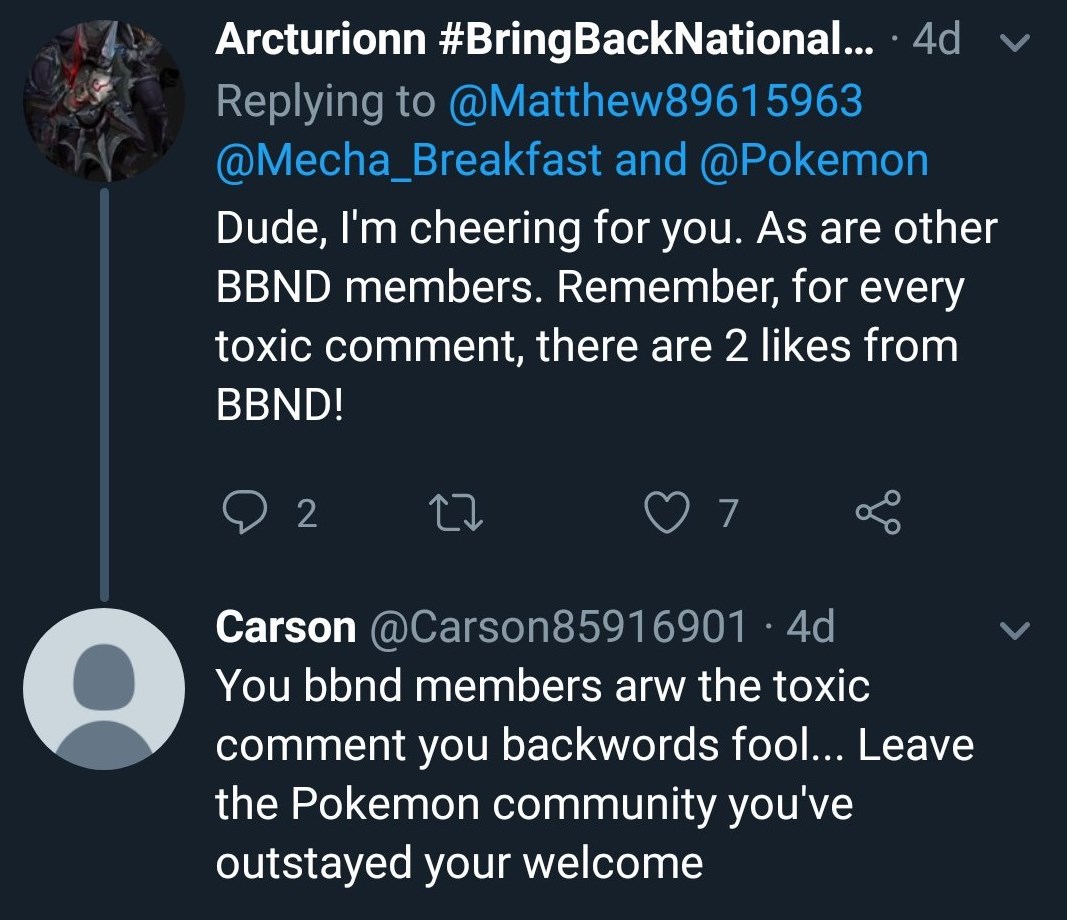 Arcturionn #BringBackNational... · 4d
Replying to @Matthew89615963
@Mecha_Breakfast and @Pokemon
Dude, I'm cheering for you. As are other
BBND members. Remember, for every
toxic comment, there are 2 likes from
BBND!
2 7
Carson @Carson85916901 · 4d
You bbnd members arw the toxic
comment you backwords fool... Leave
the Pokemon community you've
outstayed your welcome